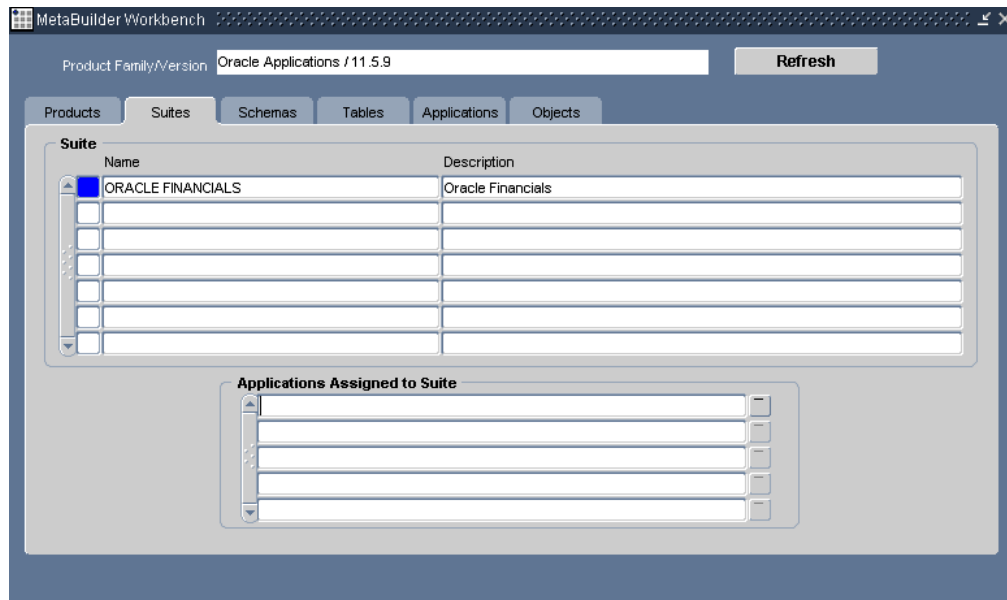 MetaBuilder Workbench
Product Family/Version Oracle Applications / 11.5.9 Refresh
Products Suites Schemas Tables Applications Objects
Suite
Name Description
ORACLE FINANCIALS Oracle Financials
Applications Assigned to Suite